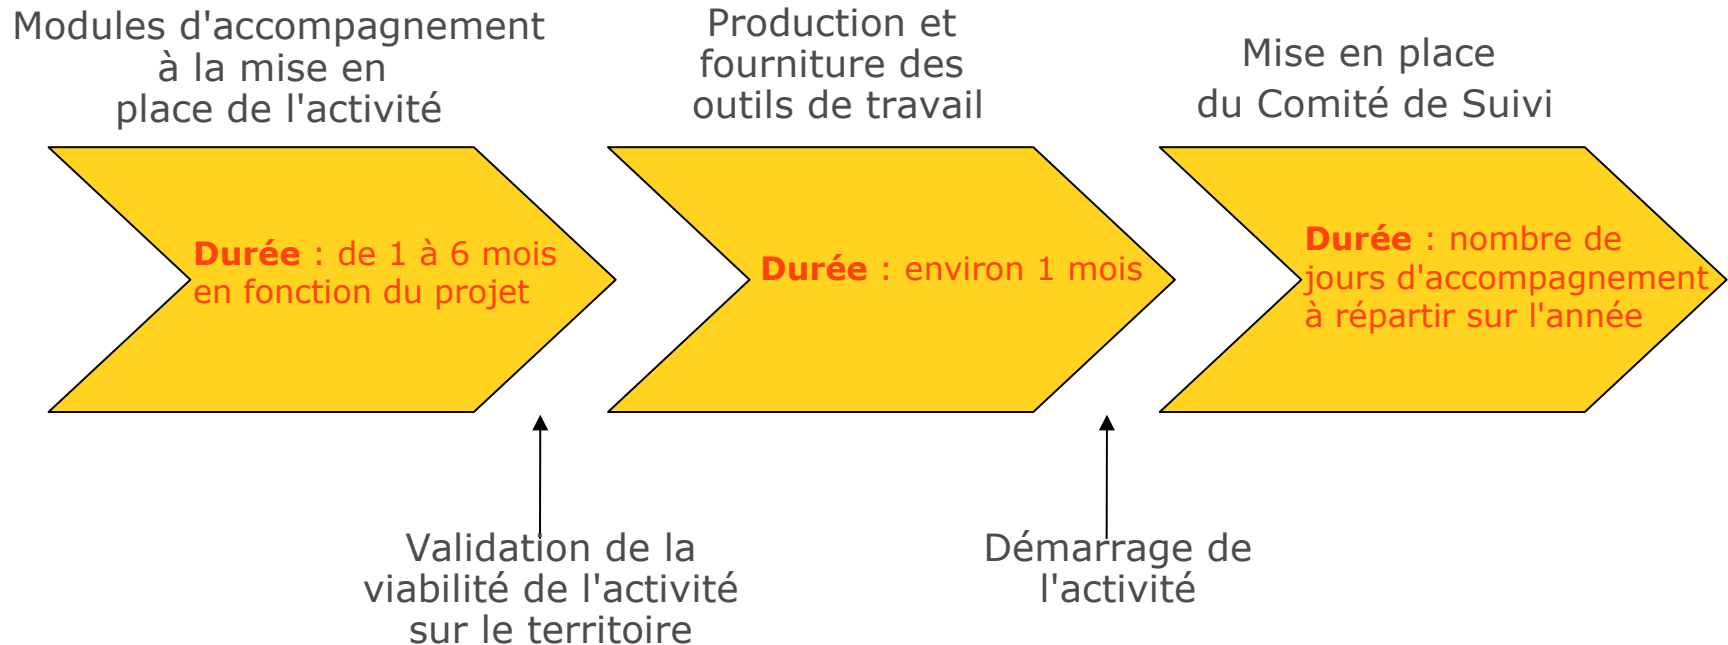 Modules d'accompagnement
à la mise en
place de l'activité
Production et
fourniture des
outils de travail
Mise en place
du Comité de Suivi
Durée : de 1 à 6 mois
en fonction du projet
Durée : environ 1 mois
Durée : nombre de
jours d'accompagnement
à répartir sur l'année
Validation de la
viabilité de l'activité
sur le territoire
Démarrage de
l'activité